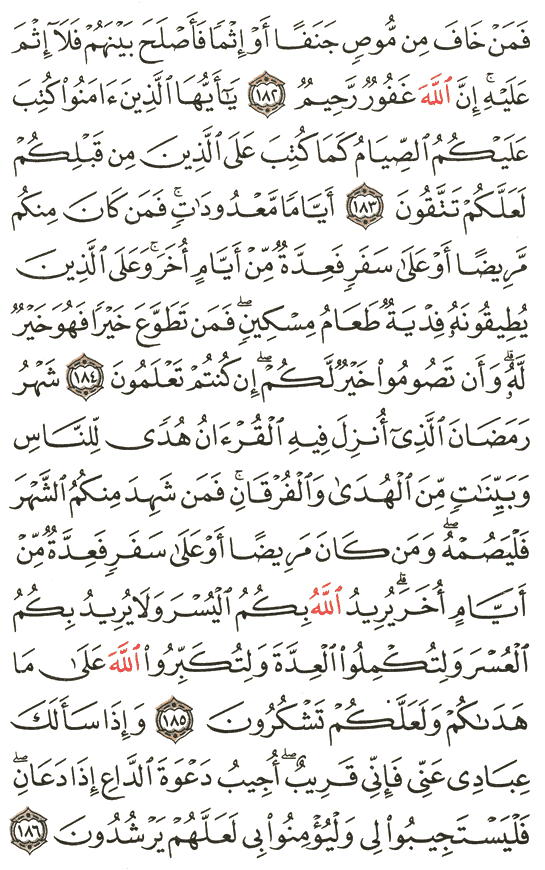 فَمَنْ خَافَ مِن مُّوصٍ جَنَفًا أَوْ إِثْمًا فَأَصْلَحَ بَيْنَهُمْ فَلَآ إِثْمَ
عَلَيْهِ ۚ إِنَّ ٱللَّهَ غَفُورٌ رَّحِيمٌ ١٨٢ يَـٰٓأَيُّهَا ٱلَّذِينَ ءَامَنُوا۟ كُتِبَ
عَلَيْكُمُ ٱلصِّيَامُ كَمَا كُتِبَ عَلَى ٱلَّذِينَ مِن قَبْلِكُمْ
لَعَلَّكُمْ تَتَّقُونَ ١٨٣ أَيَّامًا مَّعْدُودَٰتٍ ۚ فَمَن كَانَ مِنكُم
مَّرِيضًا أَوْ عَلَىٰ سَفَرٍ فَعِدَّةٌ مِّنْ أَيَّامٍ أُخَرَ ۚ وَعَلَى ٱلَّذِينَ
يُطِيقُونَهُۥ فِدْيَةٌ طَعَامُ مِسْكِينٍ ۖ فَمَن تَطَوَّعَ خَيْرًا فَهُوَ خَيْرٌ
لَّهُۥ ۚ وَأَن تَصُومُوا۟ خَيْرٌ لَّكُمْ ۖ إِن كُنتُمْ تَعْلَمُونَ ١٨٤ شَهْرُ
رَمَضَانَ ٱلَّذِىٓ أُنزِلَ فِيهِ ٱلْقُرْءَانُ هُدًى لِّلنَّاسِ
وَبَيِّنَـٰتٍ مِّنَ ٱلْهُدَىٰ وَٱلْفُرْقَانِ ۚ فَمَن شَهِدَ مِنكُمُ ٱلشَّهْرَ
فَلْيَصُمْهُ ۖ وَمَن كَانَ مَرِيضًا أَوْ عَلَىٰ سَفَرٍ فَعِدَّةٌ مِّنْ
أَيَّامٍ أُخَرَ ۗ يُرِيدُ ٱللَّهُ بِكُمُ ٱلْيُسْرَ وَلَا يُرِيدُ بِكُمُ
ٱلْعُسْرَ وَلِتُكْمِلُوا۟ ٱلْعِدَّةَ وَلِتُكَبِّرُوا۟ ٱللَّهَ عَلَىٰ مَا
هَدَىٰكُمْ وَلَعَلَّكُمْ تَشْكُرُونَ ١٨٥ وَإِذَا سَأَلَكَ
عِبَادِى عَنِّى فَإِنِّى قَرِيبٌ ۖ أُجِيبُ دَعْوَةَ ٱلدَّاعِ إِذَا دَعَانِ ۖ
فَلْيَسْتَجِيبُوا۟ لِى وَلْيُؤْمِنُوا۟ بِى لَعَلَّهُمْ يَرْشُدُونَ ١٨٦